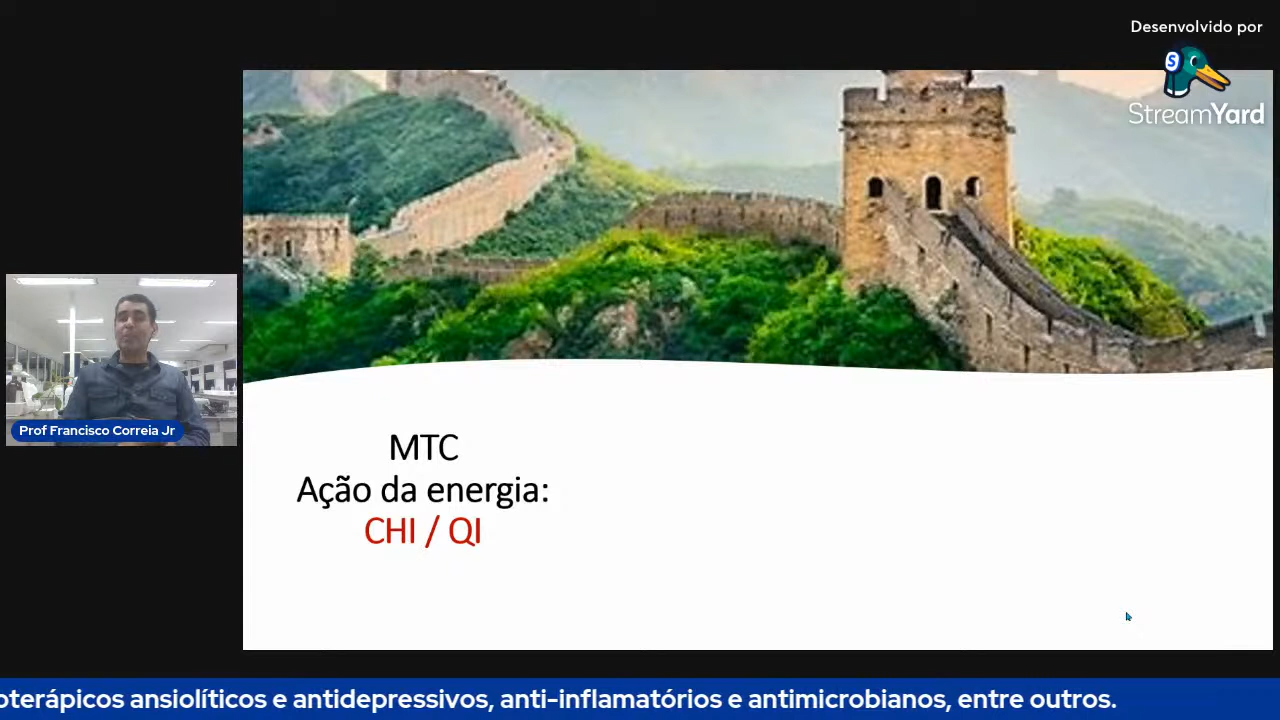 Desenvolvido por
StreamYard
Prof Francisco Correia Jr
MTC
Ação da energia:
CHI / QI
oterápicos ansiolíticos e antidepressivos, anti-inflamatórios e antimicrobianos, entre outros.